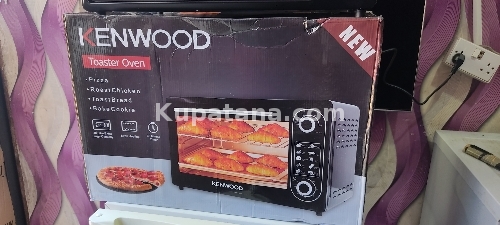 KENWOOD
NEW
Toaster Oven
Pizza
Roast Chicken
Toast Bread
Bake Cookie
Kupatana.com
KENWOOD